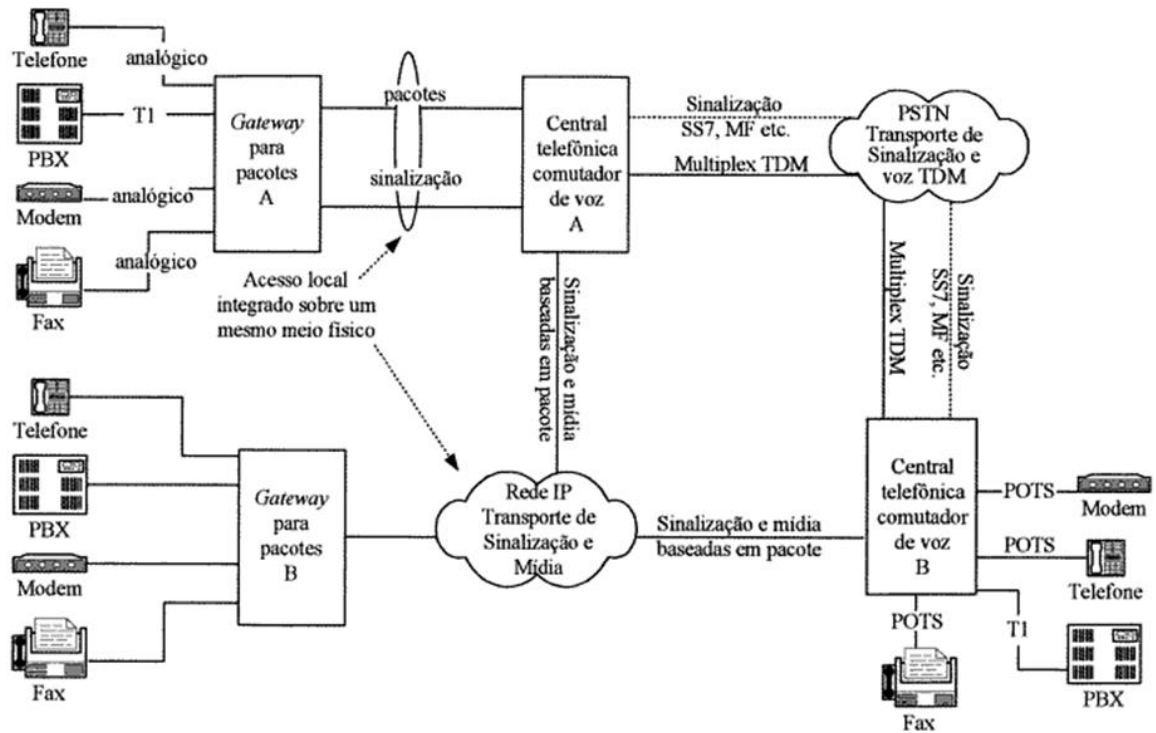 Telefone
analógico
PBX
T1
Modem
analógico
Fax
analógico
Gateway
para
pacotes
A
pacotes
sinalização
Acesso local
integrado sobre um
mesmo meio físico
Central
telefônica
comutador
de voz
A
Sinalização
SS7, MF etc.
Multiplex TDM
PSTN
Transporte de
Sinalização e
voz TDM
Sinalização e mídia
baseadas em pacote
Multiplex TDM
Sinalização
SS7, MF etc.
Telefone
PBX
Modem
Fax
Gateway
para
pacotes
B
Rede IP
Transporte de
Sinalização e
Mídia
Sinalização e mídia
baseadas em pacote
Central
telefônica
comutador
de voz
B
POTS
Modem
POTS
Telefone
POTS
Fax
T1
PBX